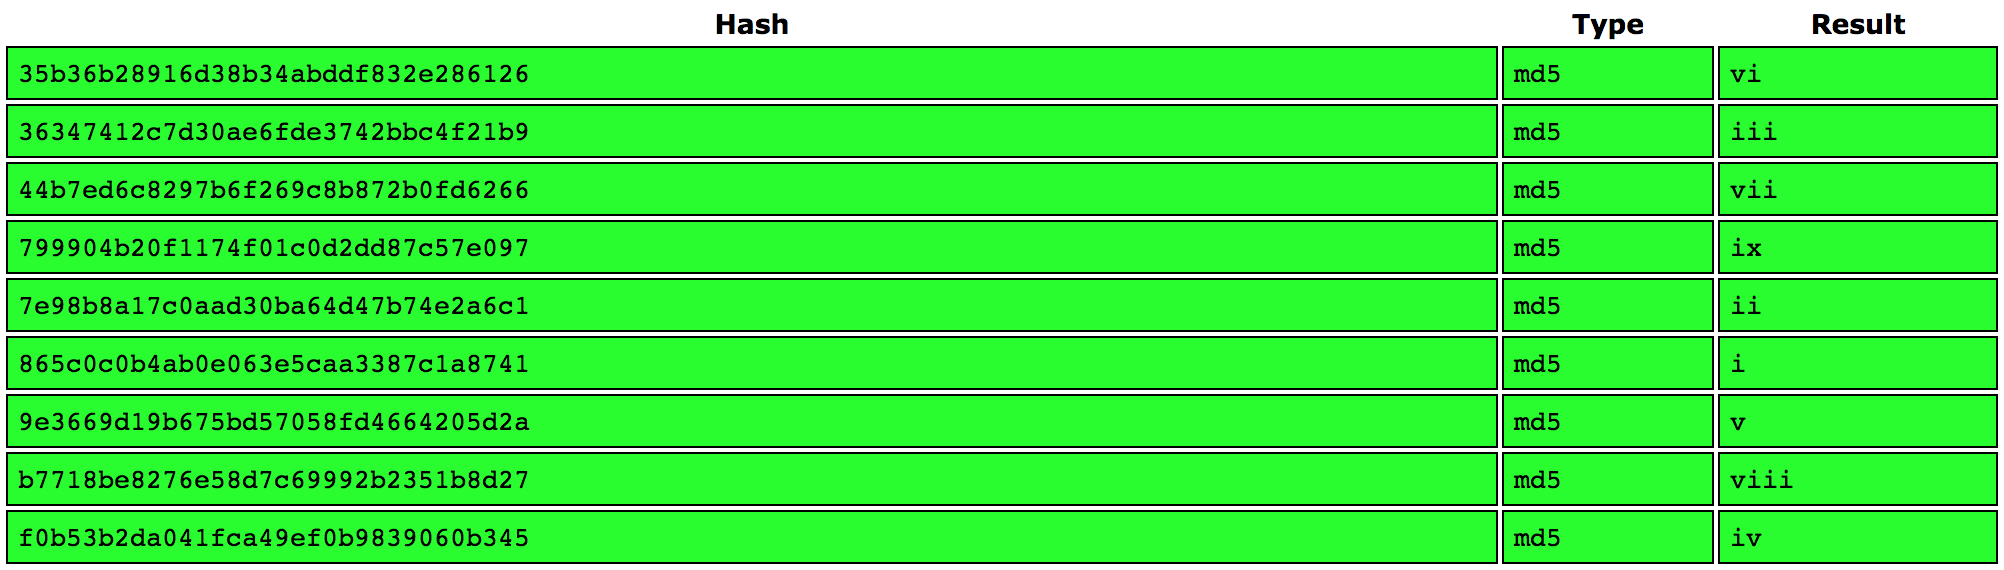 Hash Type Result
35b36b28916d38b34abddf832e286126 md5 vi
36347412c7d30ae6fde3742bbc4f21b9 md5 iii
44b7ed6c8297b6f269c8b872b0fd6266 md5 vii
799904b20f1174f01c0d2dd87c57e097 md5 ix
7e98b8a17c0aad30ba64d47b74e2a6c1 md5 ii
865c0c0b4ab0e063e5caa3387c1a8741 md5 i
9e3669d19b675bd57058fd4664205d2a md5 v
b7718be8276e58d7c69992b2351b8d27 md5 viii
f0b53b2da041fca49ef0b9839060b345 md5 iv